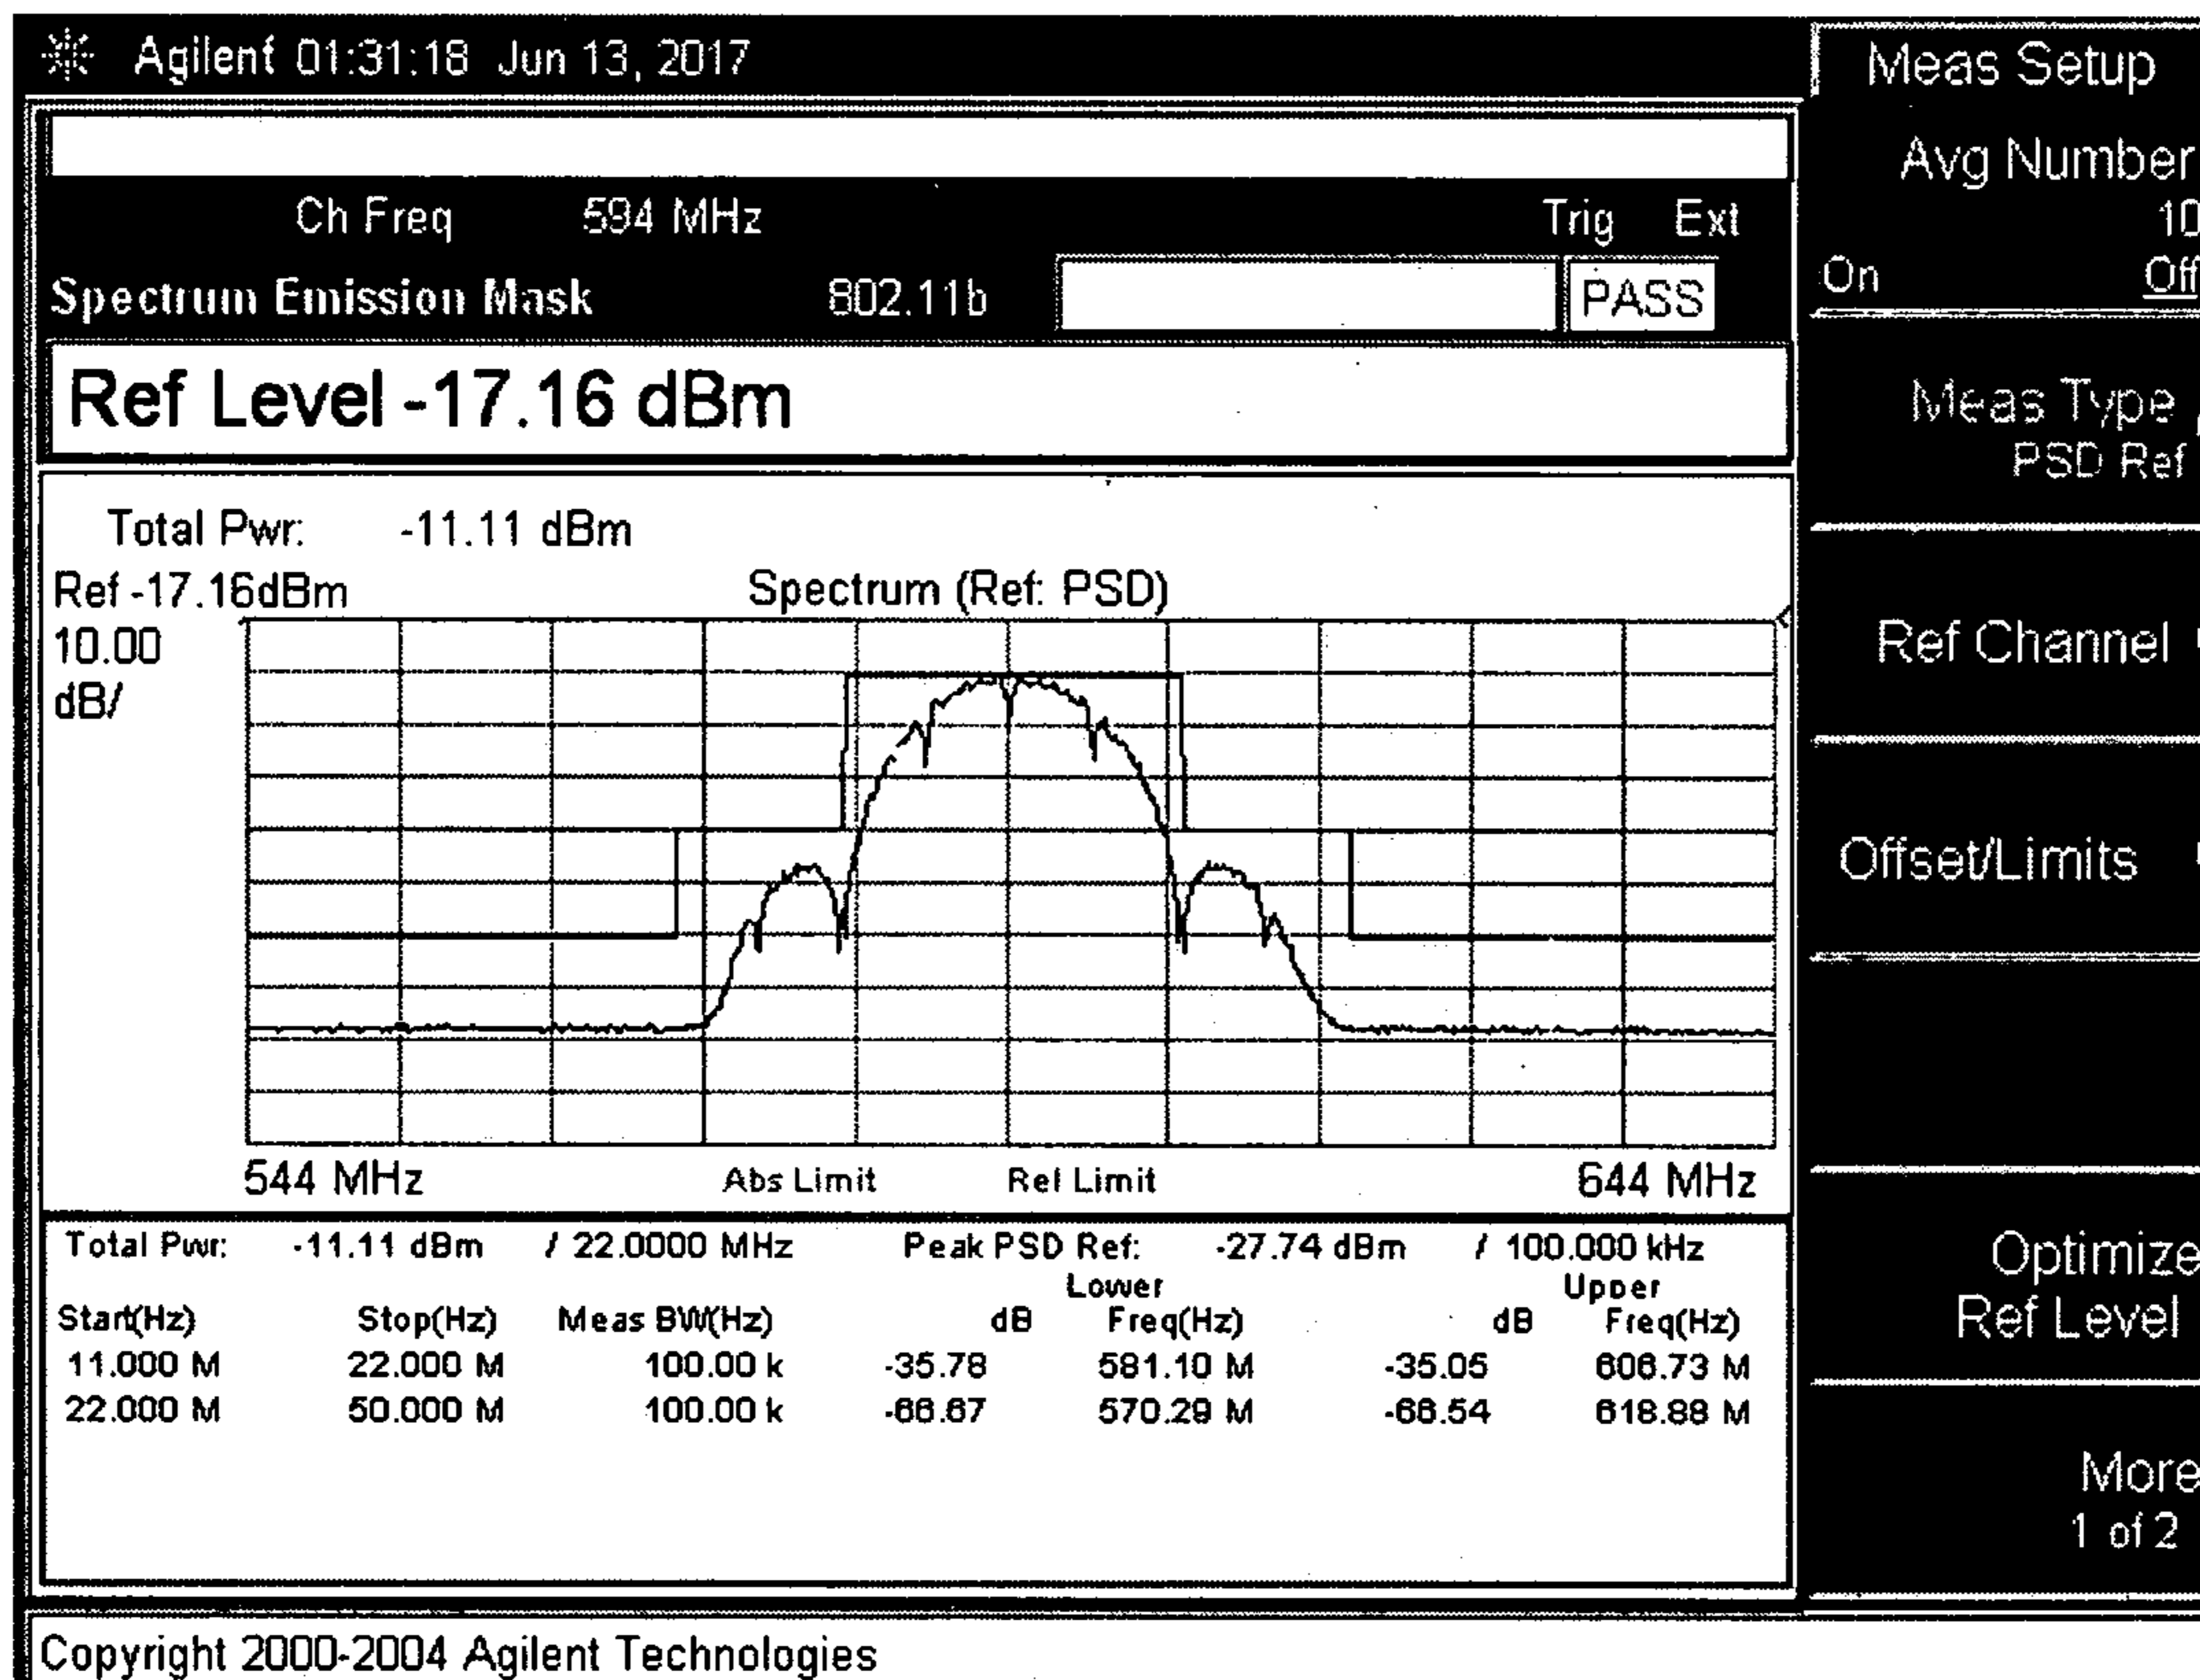 Agilent 01:31:18 Jun 13, 2017
Meas Setup
Ch Freq 594 MHz Trig Ext
Spectrum Emission Mask 802.11b PASS
Ref Level -17.16 dBm
Avg Number
10
On Off
Meas Type
PSD Ref
Ref Channel
Offset/Limits
Optimize
Ref Level
More
1 of 2
Total Pwr: -11.11 dBm
Ref -17.16dBm Spectrum (Ref: PSD)
10.00
dB/
544 MHz Abs Limit Rel Limit 644 MHz
Total Pwr: -11.11 dBm / 22.0000 MHz Peak PSD Ref: -27.74 dBm / 100.000 kHz
Lower Upper
Start(Hz) Stop(Hz) Meas BW(Hz) dB Freq(Hz) dB Freq(Hz)
11.000 M 22.000 M 100.00 k -35.78 581.10 M -35.05 606.73 M
22.000 M 50.000 M 100.00 k -66.67 570.29 M -66.54 618.88 M
Copyright 2000-2004 Agilent Technologies